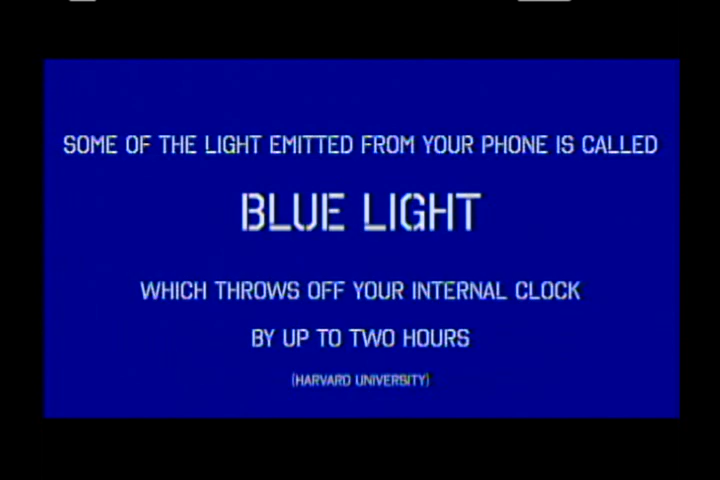 SOME OF THE LIGHT EMITTED FROM YOUR PHONE IS CALLED
BLUE LIGHT
WHICH THROWS OFF YOUR INTERNAL CLOCK
BY UP TO TWO HOURS
(HARVARD UNIVERSITY)